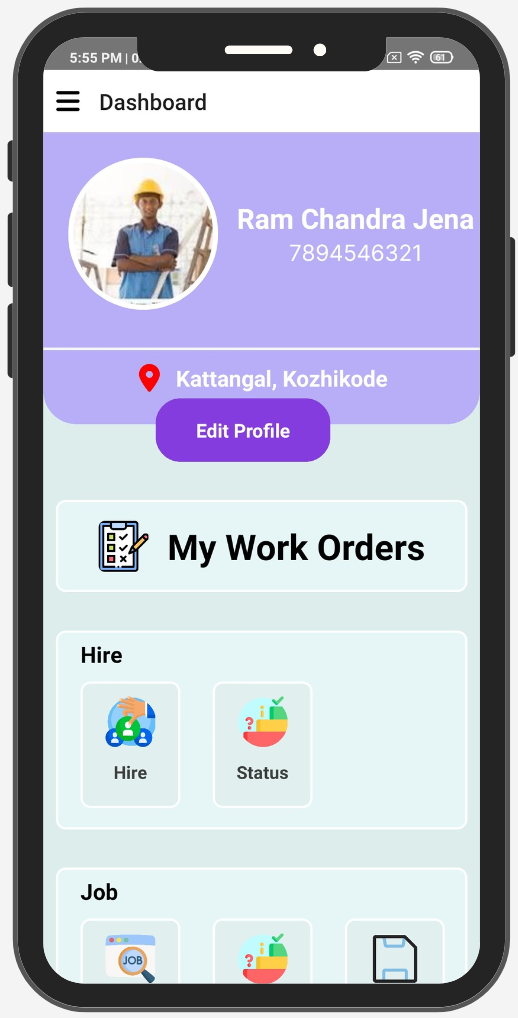 5:55 PM | 0
61
Dashboard
Ram Chandra Jena
7894546321
Kattangal, Kozhikode
Edit Profile
My Work Orders
Hire
Hire Status
Job
JOB